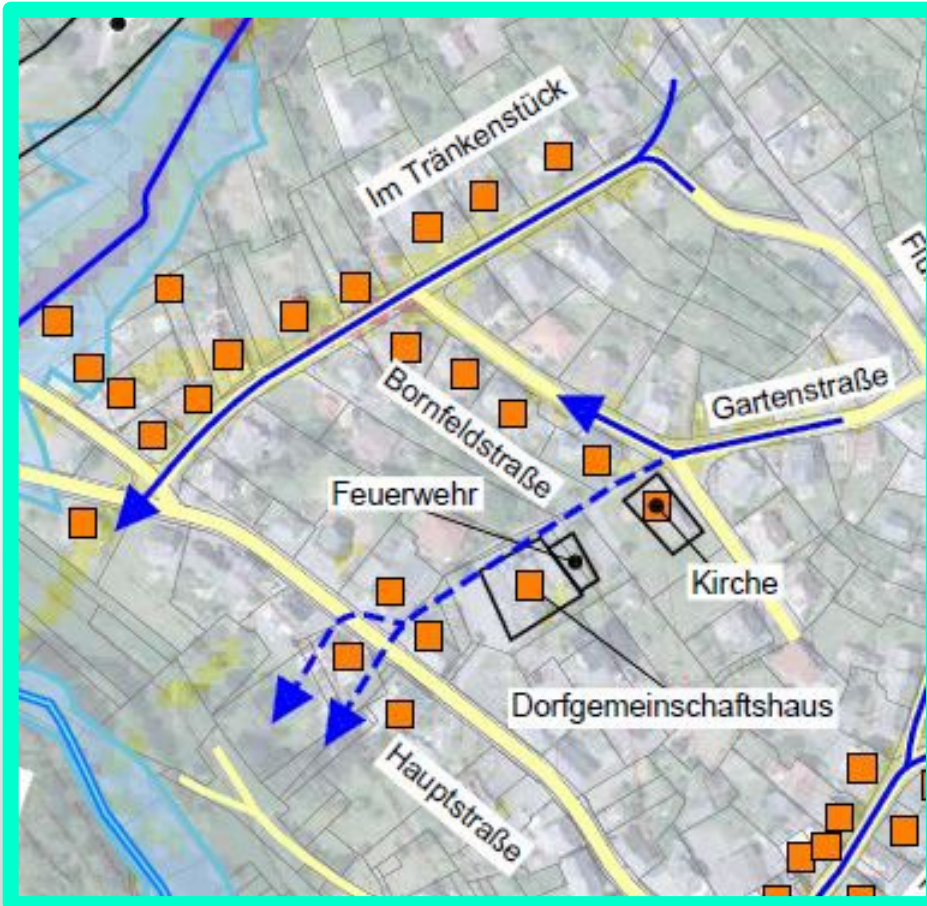 Im Tränkenstück
Gartenstraße
Bornfeldstraße
Feuerwehr
Kirche
Dorfgemeinschaftshaus
Hauptstraße